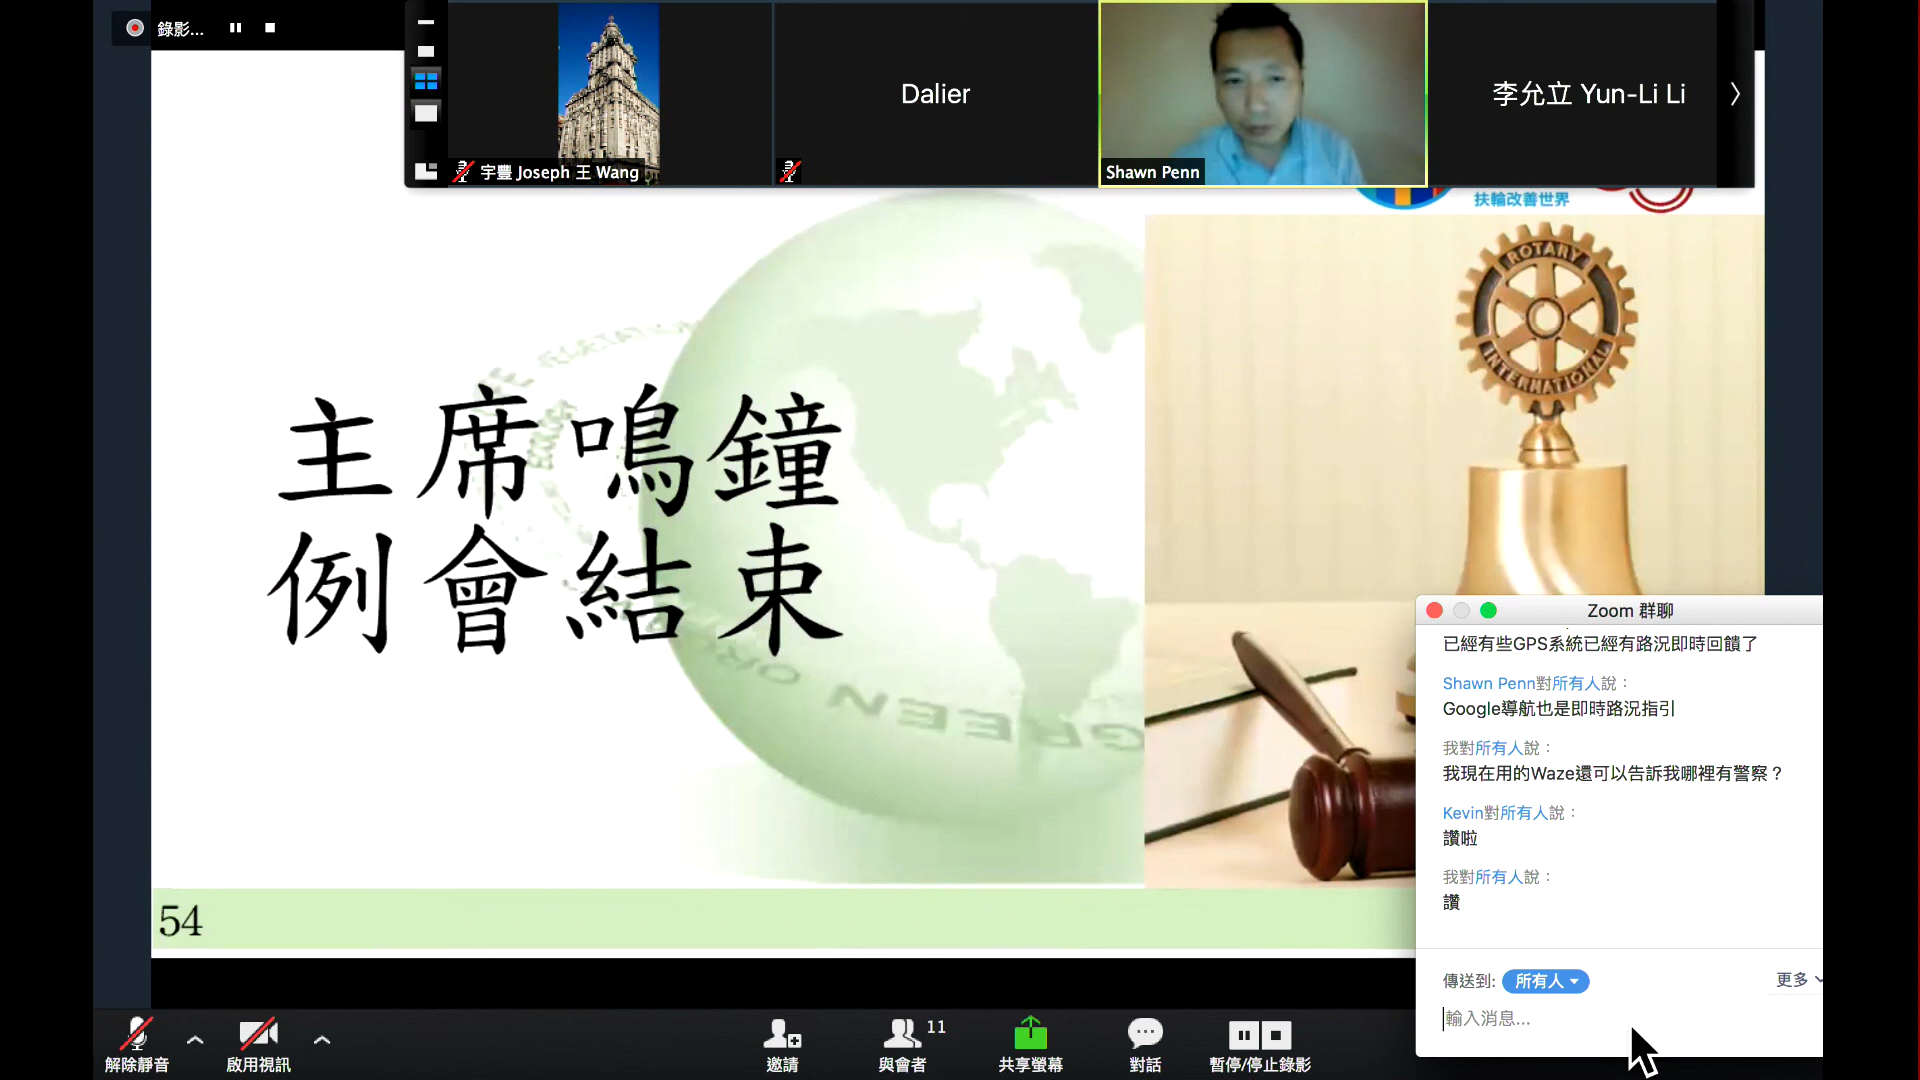 錄影...
Dalier
李允立 Yun-Li Li
宇豐 Joseph 王 Wang
Shawn Penn
扶輪改善世界
ROTARY
INTERNATIONAL
主席鳴鐘
例會結束
GREEN
54
Zoom 群聊
已經有些GPS系統已經有路況即時回饋了
Shawn Penn對所有人說：
Google導航也是即時路況指引
我對所有人說：
我現在用的Waze還可以告訴我哪裡有警察？
Kevin對所有人說：
讚啦
我對所有人說：
讚
傳送到: 所有人
更多
輸入消息...
解除靜音
啟用視訊
邀請
11
與會者
共享螢幕
對話
暫停/停止錄影